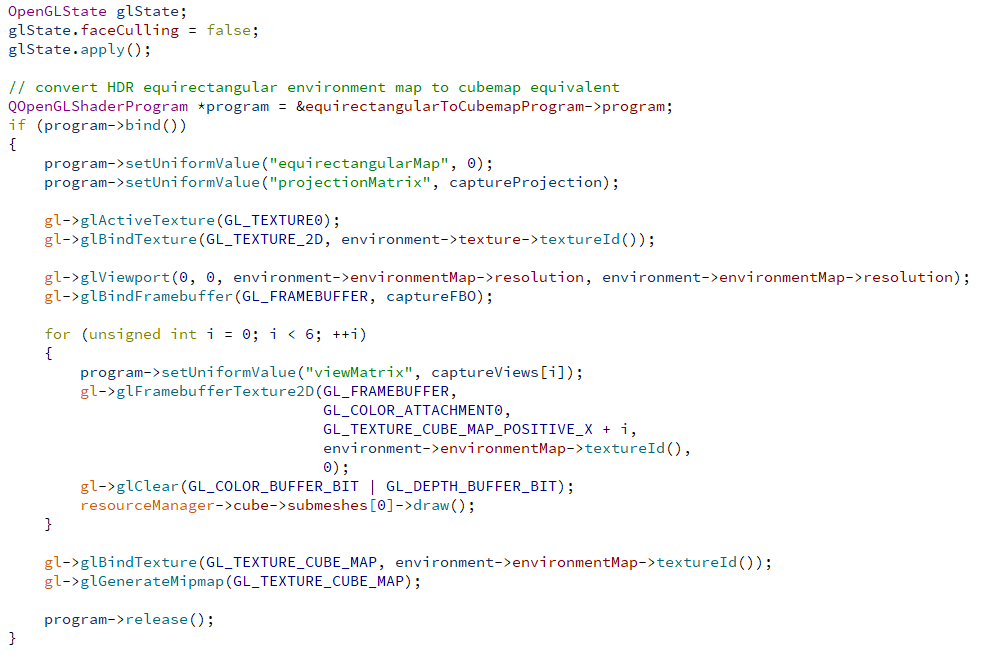 OpenGLState glState;
glState.faceCulling = false;
glState.apply();

// convert HDR equirectangular environment map to cubemap equivalent
QOpenGLShaderProgram *program = &equirectangularToCubemapProgram->program;
if (program->bind())
{
    program->setUniformValue("equirectangularMap", 0);
    program->setUniformValue("projectionMatrix", captureProjection);

    gl->glActiveTexture(GL_TEXTURE0);
    gl->glBindTexture(GL_TEXTURE_2D, environment->texture->textureId());

    gl->glViewport(0, 0, environment->environmentMap->resolution, environment->environmentMap->resolution);
    gl->glBindFramebuffer(GL_FRAMEBUFFER, captureFBO);

    for (unsigned int i = 0; i < 6; ++i)
    {
        program->setUniformValue("viewMatrix", captureViews[i]);
        gl->glFramebufferTexture2D(GL_FRAMEBUFFER,
                                   GL_COLOR_ATTACHMENT0,
                                   GL_TEXTURE_CUBE_MAP_POSITIVE_X + i,
                                   environment->environmentMap->textureId(),
                                   0);
        gl->glClear(GL_COLOR_BUFFER_BIT | GL_DEPTH_BUFFER_BIT);
        resourceManager->cube->submeshes[0]->draw();
    }

    gl->glBindTexture(GL_TEXTURE_CUBE_MAP, environment->environmentMap->textureId());
    gl->glGenerateMipmap(GL_TEXTURE_CUBE_MAP);

    program->release();
}